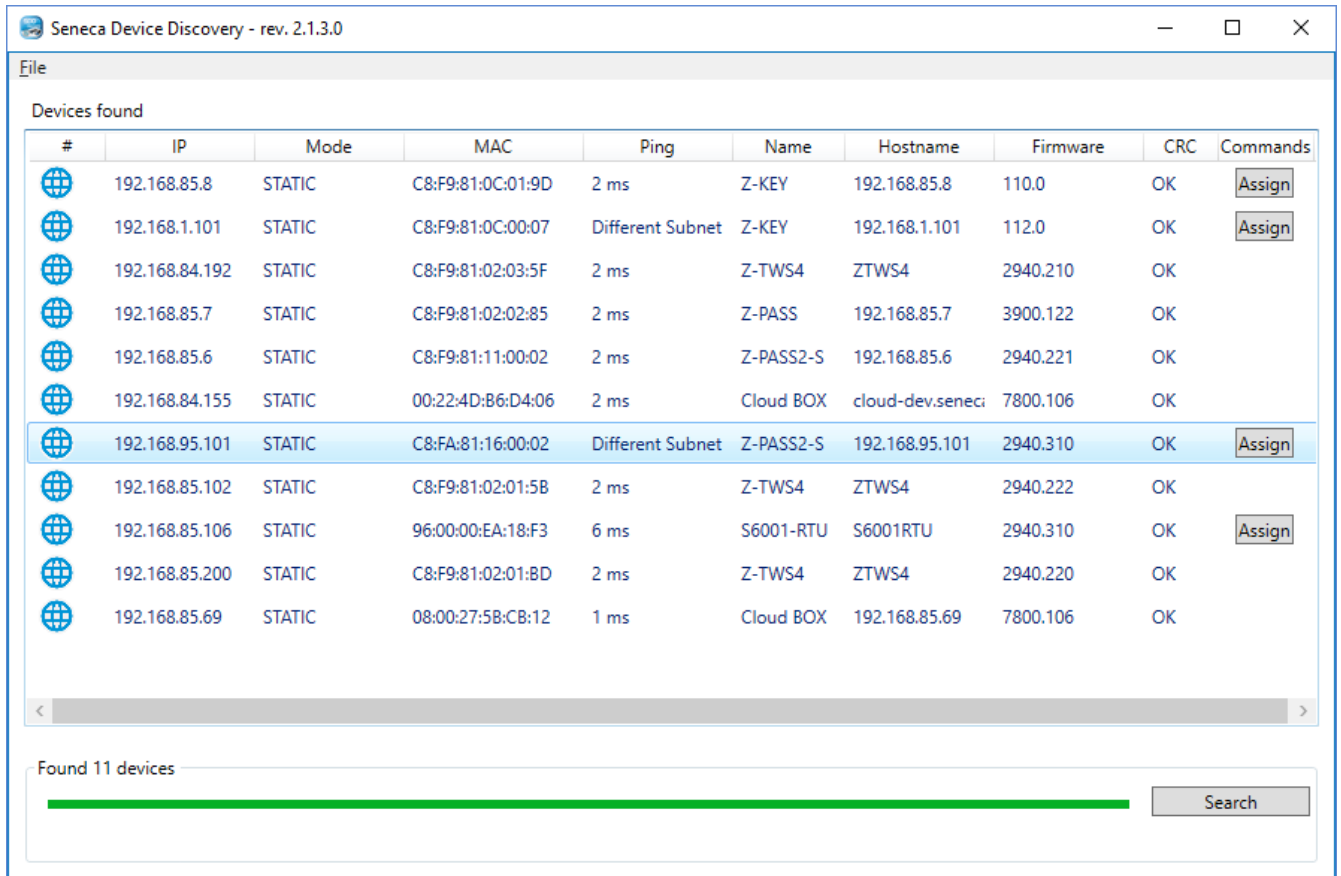 Seneca Device Discovery - rev. 2.1.3.0
File
Devices found
# IP Mode MAC Ping Name Hostname Firmware CRC Commands
192.168.85.8 STATIC C8:F9:81:0C:01:9D 2 ms Z-KEY 192.168.85.8 110.0 OK Assign
192.168.1.101 STATIC C8:F9:81:0C:00:07 Different Subnet Z-KEY 192.168.1.101 112.0 OK Assign
192.168.84.192 STATIC C8:F9:81:02:03:5F 2 ms Z-TWS4 ZTWS4 2940.210 OK
192.168.85.7 STATIC C8:F9:81:02:02:85 2 ms Z-PASS 192.168.85.7 3900.122 OK
192.168.85.6 STATIC C8:F9:81:11:00:02 2 ms Z-PASS2-S 192.168.85.6 2940.221 OK
192.168.84.155 STATIC 00:22:4D:B6:D4:06 2 ms Cloud BOX cloud-dev.seneca 7800.106 OK
192.168.95.101 STATIC C8:FA:81:16:00:02 Different Subnet Z-PASS2-S 192.168.95.101 2940.310 OK Assign
192.168.85.102 STATIC C8:F9:81:02:01:5B 2 ms Z-TWS4 ZTWS4 2940.222 OK
192.168.85.106 STATIC 96:00:00:EA:18:F3 6 ms S6001-RTU S6001RTU 2940.310 OK Assign
192.168.85.200 STATIC C8:F9:81:02:01:BD 2 ms Z-TWS4 ZTWS4 2940.220 OK
192.168.85.69 STATIC 08:00:27:5B:CB:12 1 ms Cloud BOX 192.168.85.69 7800.106 OK
Found 11 devices
Search